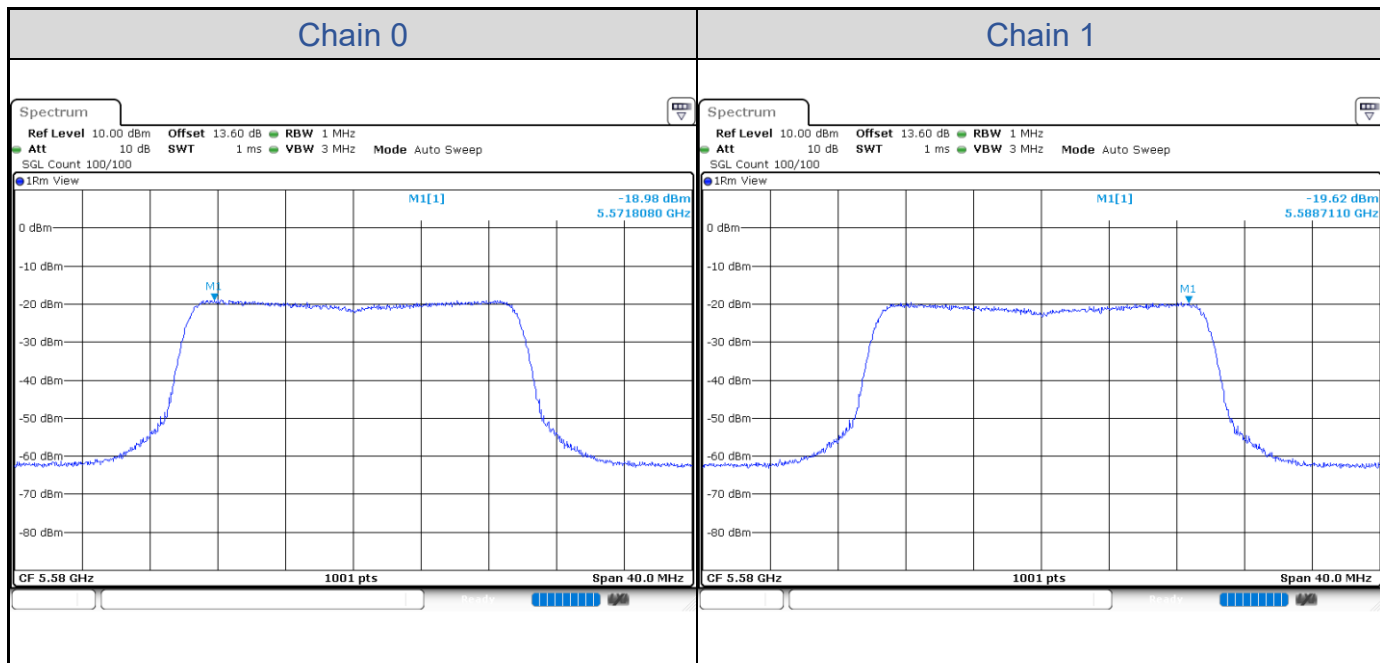 Chain 0
Spectrum
Ref Level 10.00 dBm Offset 13.60 dB RBW 1 MHz
Att 10 dB SWT 1 ms VBW 3 MHz Mode Auto Sweep
SGL Count 100/100
1Rm View
M1[1] -18.98 dBm
5.5718080 GHz
M1
0 dBm
-10 dBm
-20 dBm
-30 dBm
-40 dBm
-50 dBm
-60 dBm
-70 dBm
-80 dBm
CF 5.58 GHz 1001 pts Span 40.0 MHz
Ready
Chain 1
Spectrum
Ref Level 10.00 dBm Offset 13.60 dB RBW 1 MHz
Att 10 dB SWT 1 ms VBW 3 MHz Mode Auto Sweep
SGL Count 100/100
1Rm View
M1[1] -19.62 dBm
5.5887110 GHz
M1
0 dBm
-10 dBm
-20 dBm
-30 dBm
-40 dBm
-50 dBm
-60 dBm
-70 dBm
-80 dBm
CF 5.58 GHz 1001 pts Span 40.0 MHz
Ready